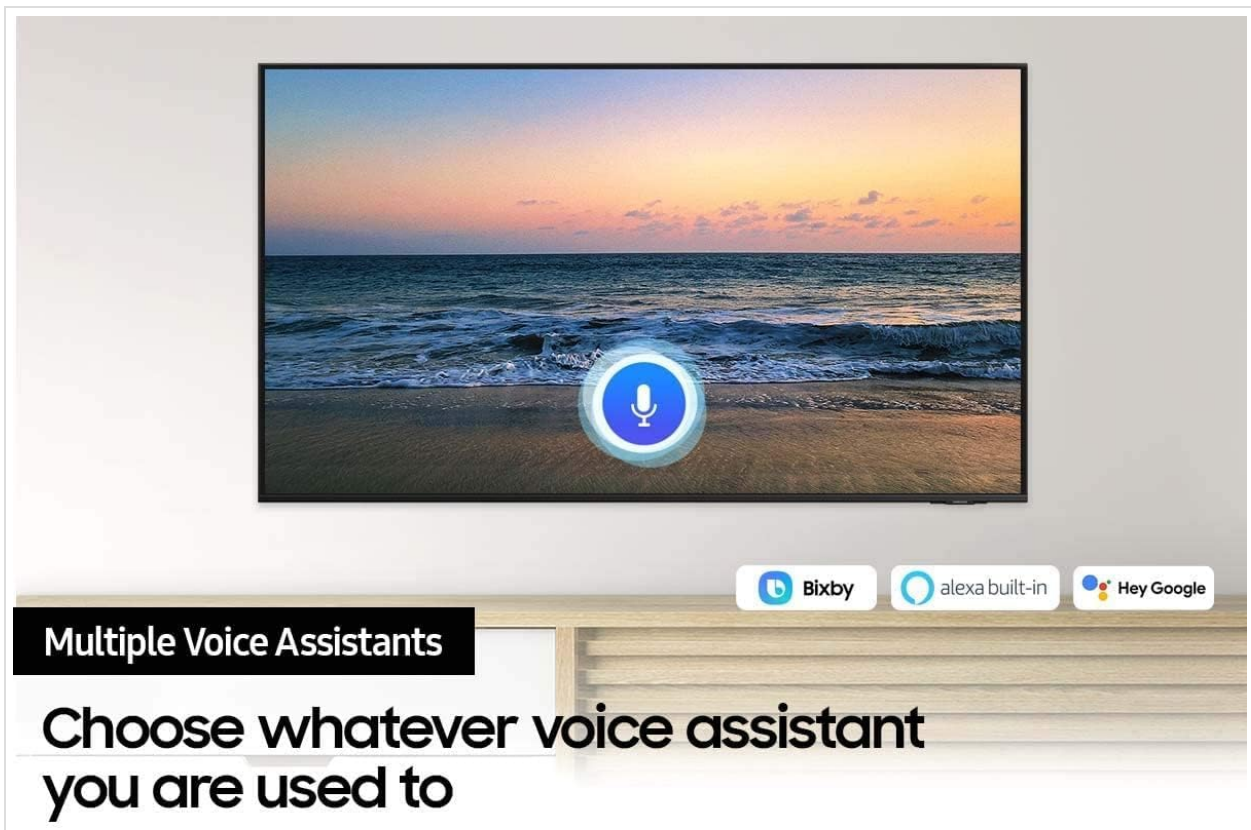 Bixby
alexa built-in
Hey Google
Multiple Voice Assistants
Choose whatever voice assistant
you are used to